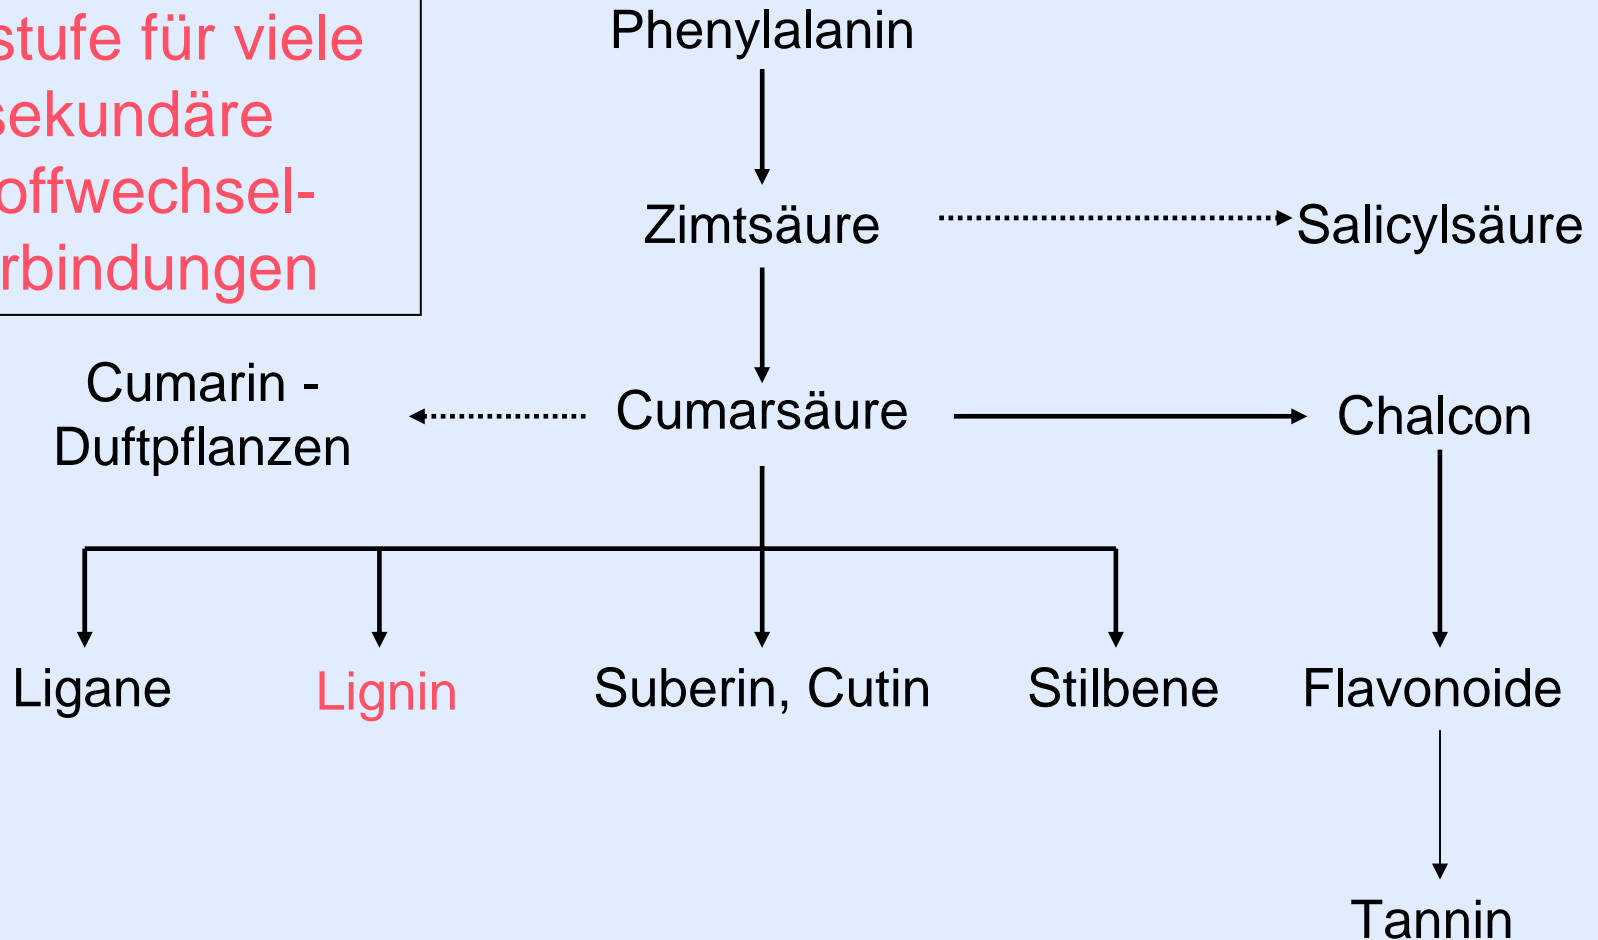 stufe für viele
sekundäre
offwechsel-
rbindungen
Phenylalanin
Zimtsäure
Salicylsäure
Cumarin -
Duftpflanzen
Cumarsäure
Chalcon
Ligane
Lignin
Suberin, Cutin
Stilbene
Flavonoide
Tannin